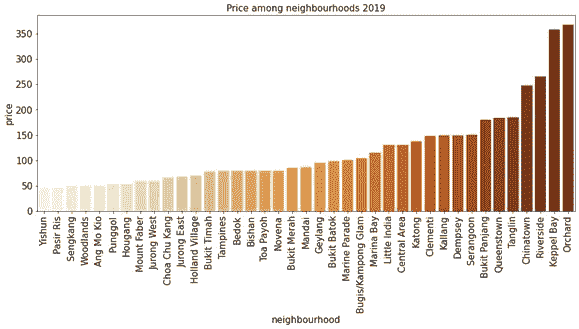 Price among neighbourhoods 2019
price
350
300
250
200
150
100
50
0
Yishun
Pasir Ris
Sengkang
Woodlands
Ang Mo Kio
Punggol
Hougang
Mount Faber
Jurong West
Choa Chu Kang
Jurong East
Holland Village
Bukit Timah
Tampines
Bedok
Bishan
Toa Payoh
Novena
Bukit Merah
Mandai
Geylang
Bukit Batok
Marine Parade
Bugis/Kampong Glam
Marina Bay
Little India
Central Area
Katong
Clementi
Kallang
Dempsey
Serangoon
Bukit Panjang
Queenstown
Tanglin
Chinatown
Riverside
Keppel Bay
Orchard
neighbourhood